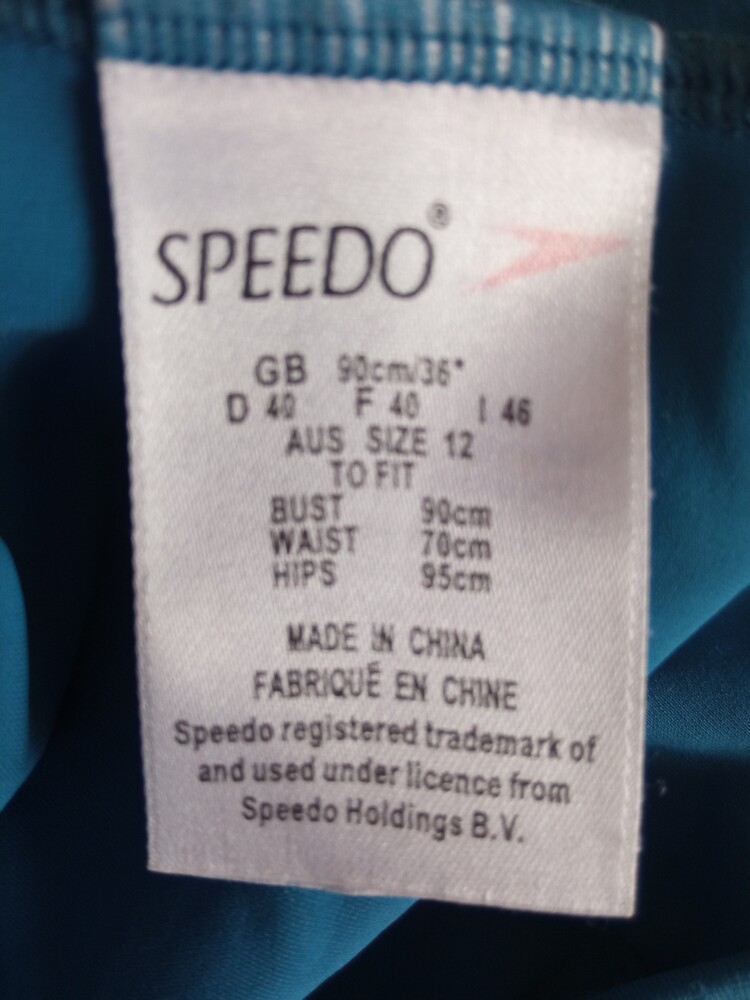 SPEEDO®
GB 90cm/36"
D 40 F 40 I 46
AUS SIZE 12
TO FIT
BUST 90cm
WAIST 70cm
HIPS 95cm
MADE IN CHINA
FABRIQUÉ EN CHINE
Speedo registered trademark of
and used under licence from
Speedo Holdings B.V.